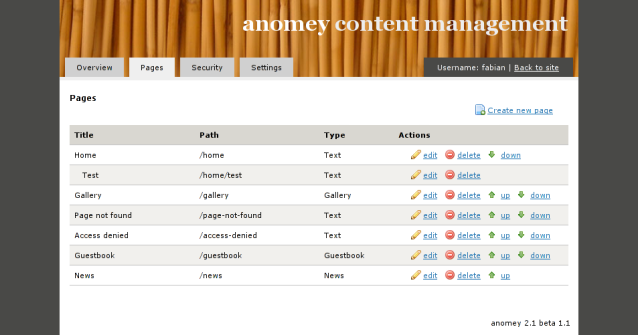 anomey content management
Overview Pages Security Settings Username: fabian | Back to site
Pages
Create new page
Title Path Type Actions
Home /home Text edit delete down
Test /home/test Text edit delete
Gallery /gallery Gallery edit delete up down
Page not found /page-not-found Text edit delete up down
Access denied /access-denied Text edit delete up down
Guestbook /guestbook Guestbook edit delete up down
News /news News edit delete up
anomey 2.1 beta 1.1